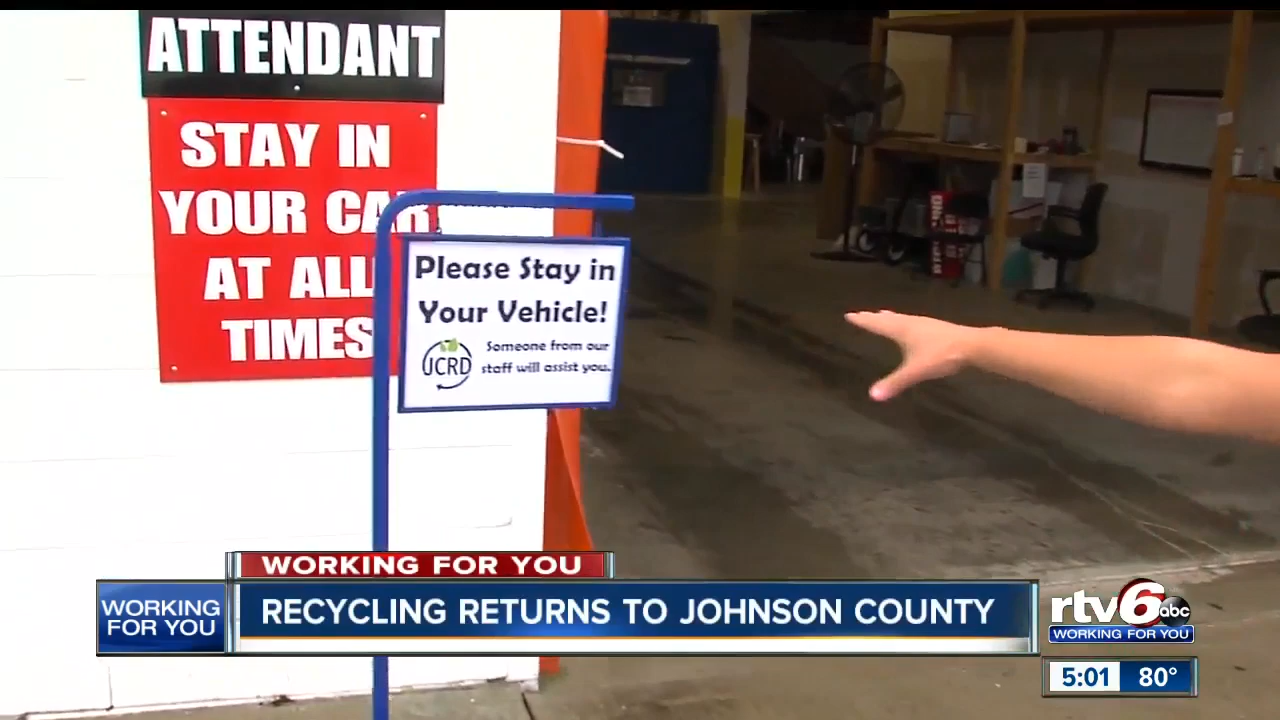 ATTENDANT
STAY IN
YOUR CAR
AT ALL
TIMES
Please Stay in
Your Vehicle!
JCRD
Someone from our
staff will assist you.
WORKING FOR YOU
WORKING
FOR YOU
RECYCLING RETURNS TO JOHNSON COUNTY
rtv6 abc
WORKING FOR YOU
5:01 80°